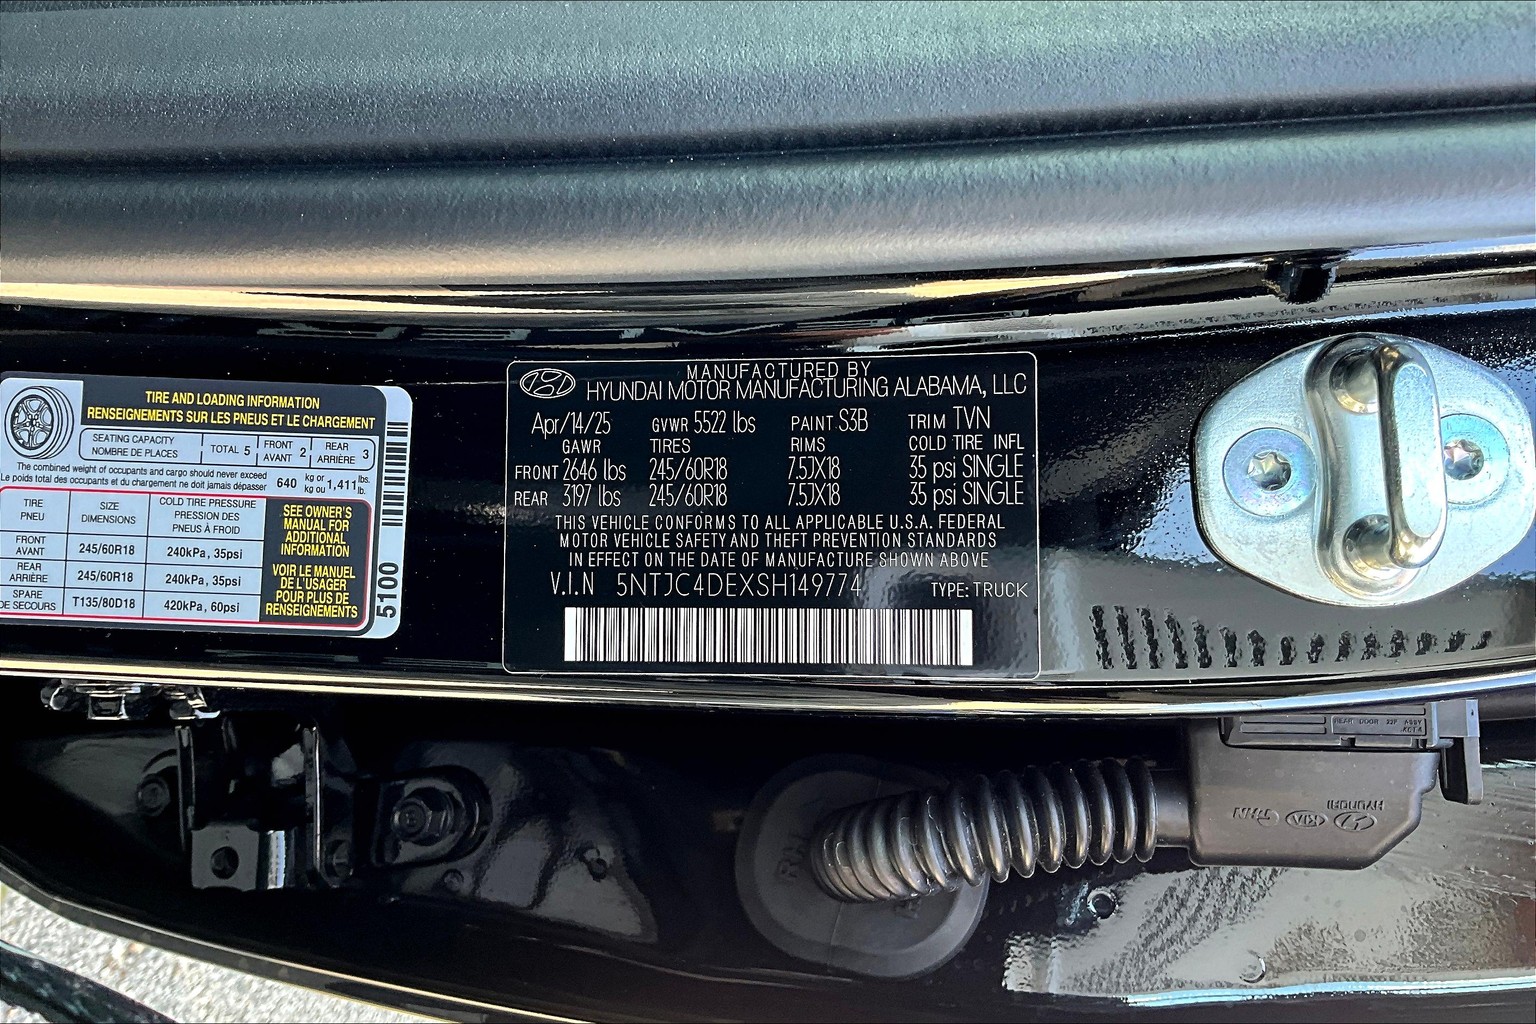 TIRE AND LOADING INFORMATION
RENSEIGNEMENTS SUR LES PNEUS ET LE CHARGEMENT
SEATING CAPACITY
NOMBRE DE PLACES
TOTAL 5
FRONT
AVANT 2
REAR
ARRIÈRE 3
The combined weight of occupants and cargo should never exceed
Le poids total des occupants et du chargement ne doit jamais dépasser
640 kg or
kg ou 1,411 lbs.
lb.
TIRE
PNEU
SIZE
DIMENSIONS
COLD TIRE PRESSURE
PRESSION DES
PNEUS À FROID
FRONT
AVANT
245/60R18
240kPa, 35psi
REAR
ARRIÈRE
245/60R18
240kPa, 35psi
SPARE
DE SECOURS
T135/80D18
420kPa, 60psi
SEE OWNER'S
MANUAL FOR
ADDITIONAL
INFORMATION
VOIR LE MANUEL
DE L'USAGER
POUR PLUS DE
RENSEIGNEMENTS
5100
MANUFACTURED BY
HYUNDAI MOTOR MANUFACTURING ALABAMA, LLC
Apr/14/25 GVWR 5522 lbs PAINT S3B TRIM TVN
GAWR TIRES RIMS COLD TIRE INFL
FRONT 2646 lbs 245/60R18 7.5JX18 35 psi SINGLE
REAR 3197 lbs 245/60R18 7.5JX18 35 psi SINGLE
THIS VEHICLE CONFORMS TO ALL APPLICABLE U.S.A. FEDERAL
MOTOR VEHICLE SAFETY AND THEFT PREVENTION STANDARDS
IN EFFECT ON THE DATE OF MANUFACTURE SHOWN ABOVE
V.I.N 5NTJC4DEXSH149774 TYPE: TRUCK
REAR DOOR
HYUNDAI
KIA
RH